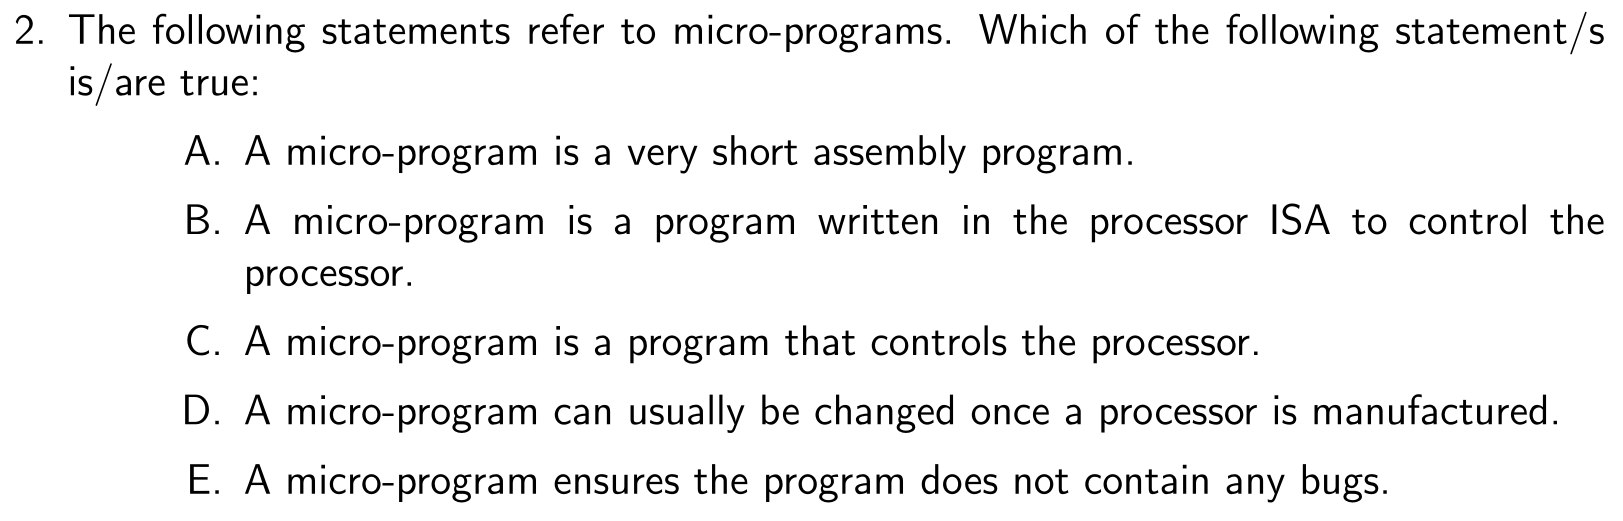 2. The following statements refer to micro-programs. Which of the following statement/s
is/are true:
A. A micro-program is a very short assembly program.
B. A micro-program is a program written in the processor ISA to control the
processor.
C. A micro-program is a program that controls the processor.
D. A micro-program can usually be changed once a processor is manufactured.
E. A micro-program ensures the program does not contain any bugs.